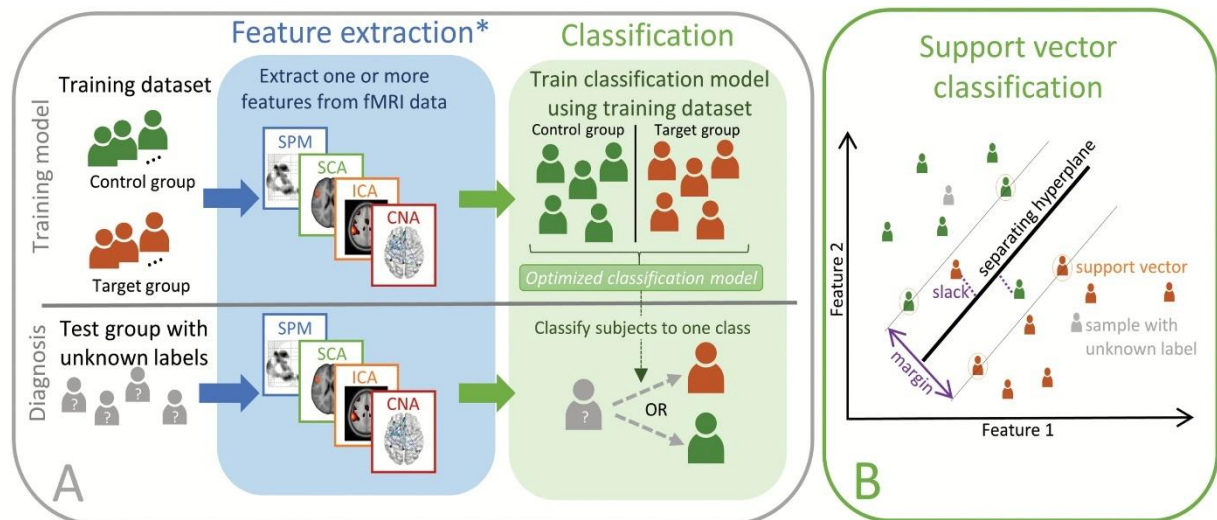 Feature extraction*
Classification
Training model
Training dataset
...
Control group
...
Target group
Extract one or more
features from fMRI data
SPM
SCA
ICA
CNA
Train classification model
using training dataset
Control group
Target group
Optimized classification model
Diagnosis
Test group with
unknown labels
? ? ? ?
SPM
SCA
ICA
CNA
Classify subjects to one class
?
OR
A
Support vector
classification
Feature 2
separating hyperplane
support vector
slack
sample with
unknown label
margin
Feature 1
B